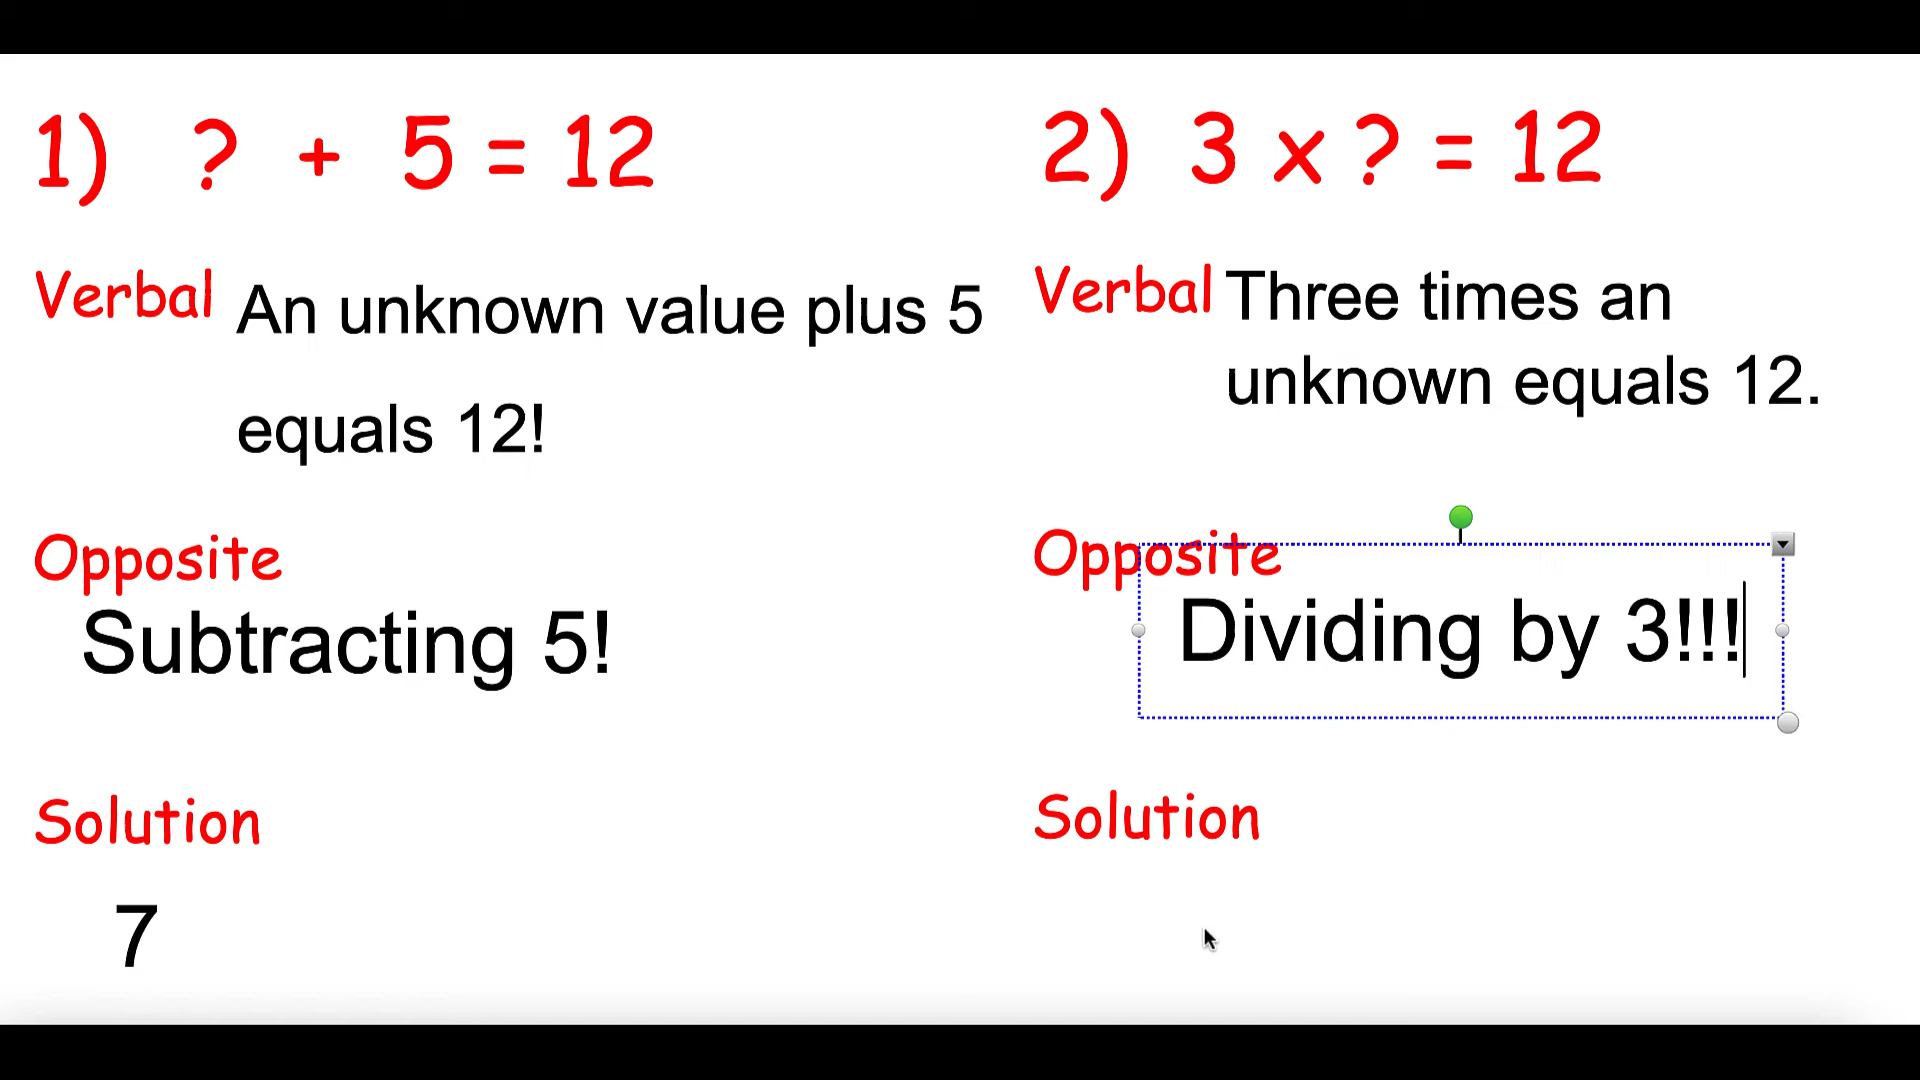 1) ? + 5 = 12
Verbal An unknown value plus 5
equals 12!
Opposite
Subtracting 5!
Solution
7
2) 3 x ? = 12
Verbal Three times an
unknown equals 12.
Opposite
Dividing by 3!!!
Solution